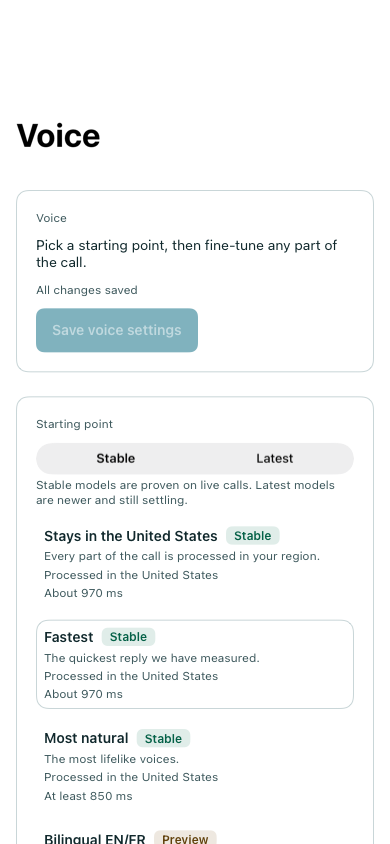 Voice
Voice
Pick a starting point, then fine-tune any part of
the call.
All changes saved
Save voice settings
Starting point
Stable Latest
Stable models are proven on live calls. Latest models
are newer and still settling.
Stays in the United States Stable
Every part of the call is processed in your region.
Processed in the United States
About 970 ms
Fastest Stable
The quickest reply we have measured.
Processed in the United States
About 970 ms
Most natural Stable
The most lifelike voices.
Processed in the United States
At least 850 ms
Bilingual EN/FR Preview